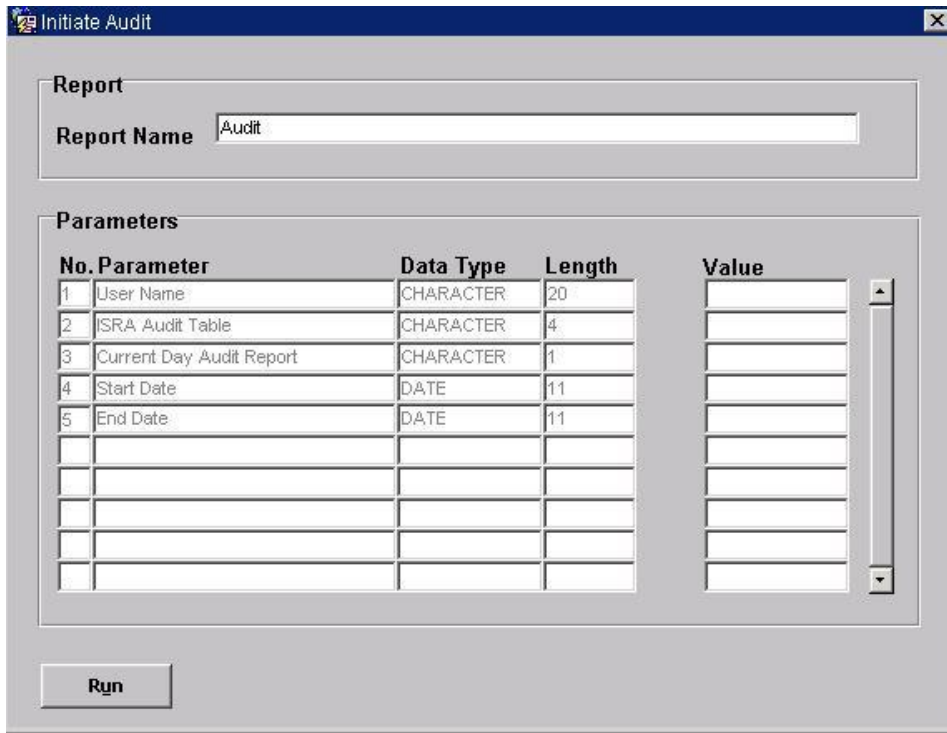 Initiate Audit
Report
Report Name Audit
Parameters
No. Parameter Data Type Length Value
1 User Name CHARACTER 20
2 ISRA Audit Table CHARACTER 4
3 Current Day Audit Report CHARACTER 1
4 Start Date DATE 11
5 End Date DATE 11
Run